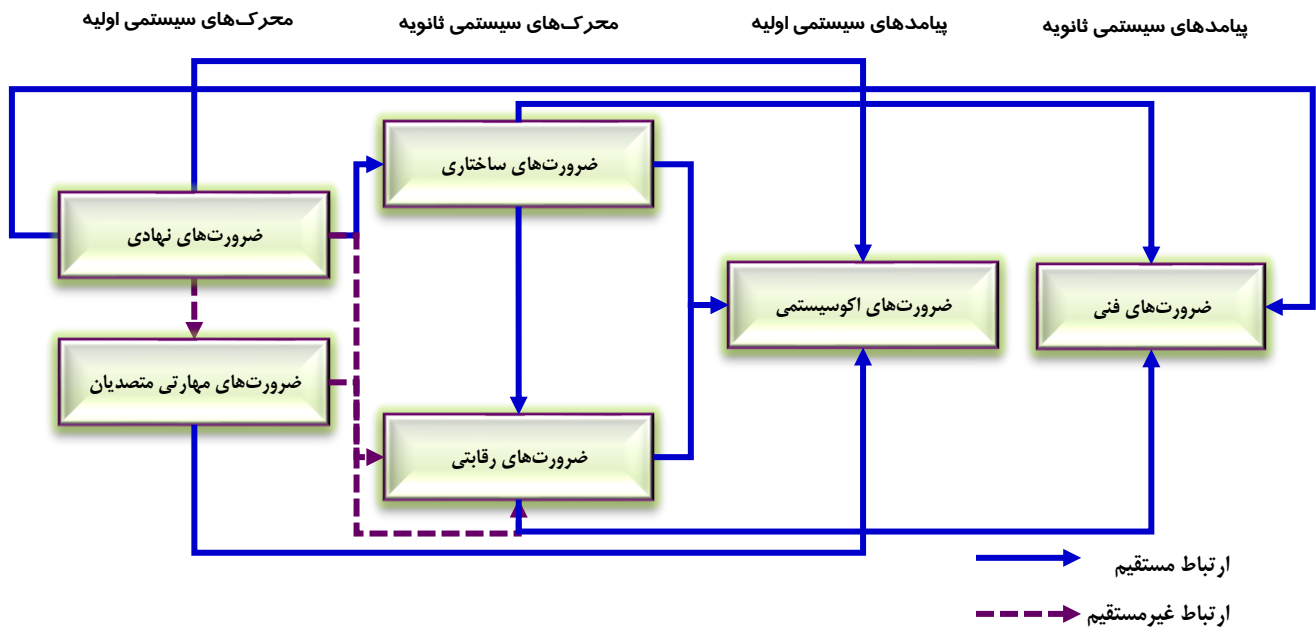 محرک‌های سیستمی اولیه
محرک‌های سیستمی ثانویه
پیامدهای سیستمی اولیه
پیامدهای سیستمی ثانویه
ضرورت‌های ساختاری
ضرورت‌های نهادی
ضرورت‌های اکوسیستمی
ضرورت‌های فنی
ضرورت‌های مهارتی متصدیان
ضرورت‌های رقابتی
ارتباط مستقیم
ارتباط غیرمستقیم